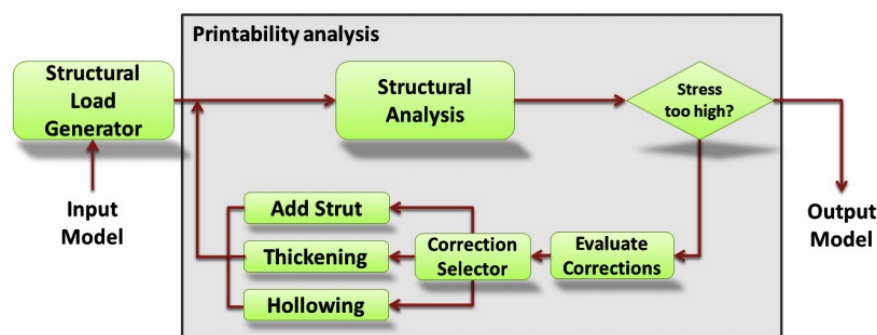 Printability analysis
Structural
Load
Generator
Structural
Analysis
Stress
too high?
Input
Model
Add Strut
Thickening
Hollowing
Correction
Selector
Evaluate
Corrections
Output
Model